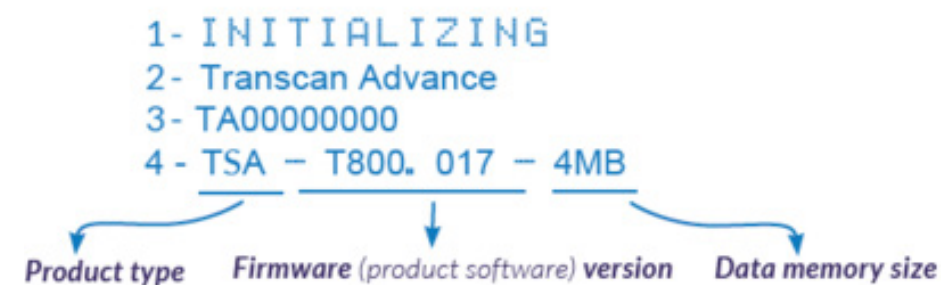 1- INITIALIZING
2- Transcan Advance
3- TA00000000
4 - TSA – T800. 017 – 4MB
Product type Firmware (product software) version Data memory size